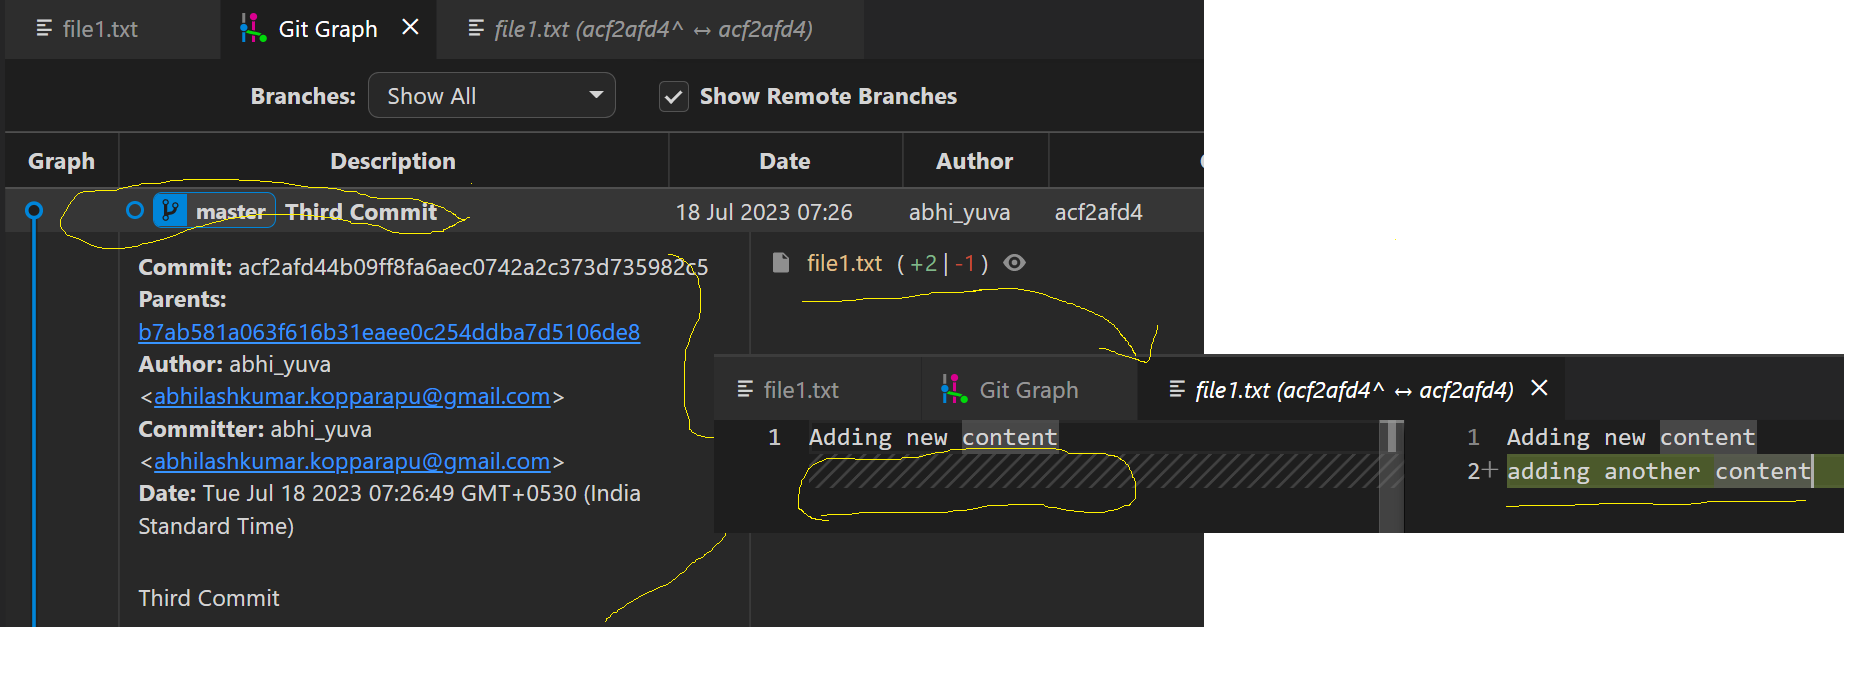 file1.txt
Git Graph
file1.txt (acf2afd4^ ↔ acf2afd4)
Branches:
Show All
Show Remote Branches
Graph
Description
Date
Author
master
Third Commit
18 Jul 2023 07:26
abhi_yuva
acf2afd4
Commit: acf2afd44b09ff8fa6aec0742a2c373d735982c5
Parents:
b7ab581a063f616b31eaee0c254ddba7d5106de8
Author: abhi_yuva
<abhilashkumar.kopparapu@gmail.com>
Committer: abhi_yuva
<abhilashkumar.kopparapu@gmail.com>
Date: Tue Jul 18 2023 07:26:49 GMT+0530 (India
Standard Time)
Third Commit
file1.txt (+2|-1)
file1.txt
Git Graph
file1.txt (acf2afd4^ ↔ acf2afd4)
1 Adding new content
1 Adding new content
2+ adding another content